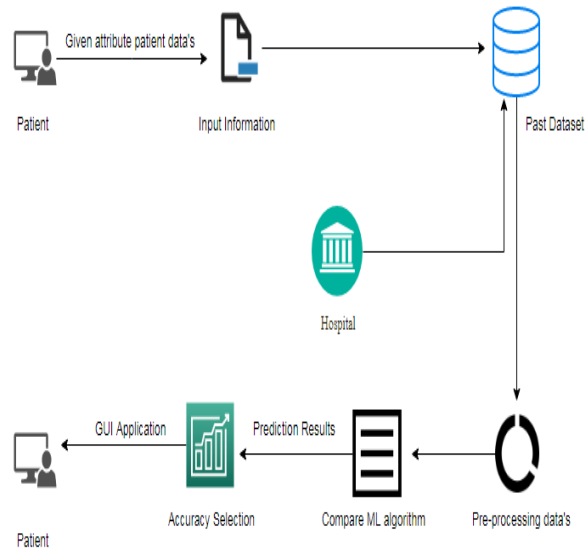 Given attribute patient data's
Patient
Input Information
Past Dataset
Hospital
GUI Application
Prediction Results
Accuracy Selection
Compare ML algorithm
Pre-processing data's
Patient